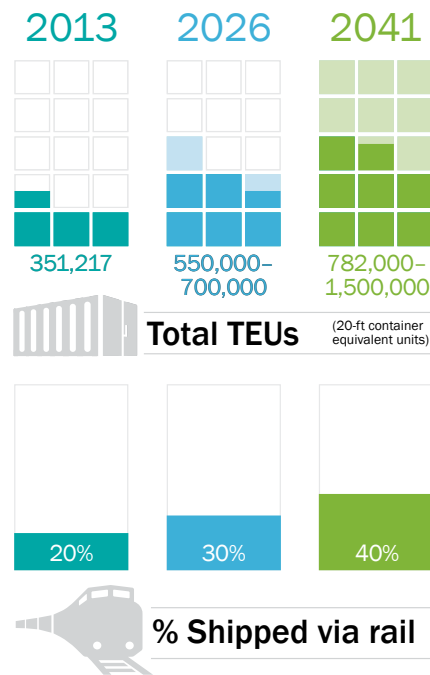 2013 2026 2041
351,217 550,000– 782,000–
700,000 1,500,000
Total TEUs (20-ft container
equivalent units)
20% 30% 40%
% Shipped via rail